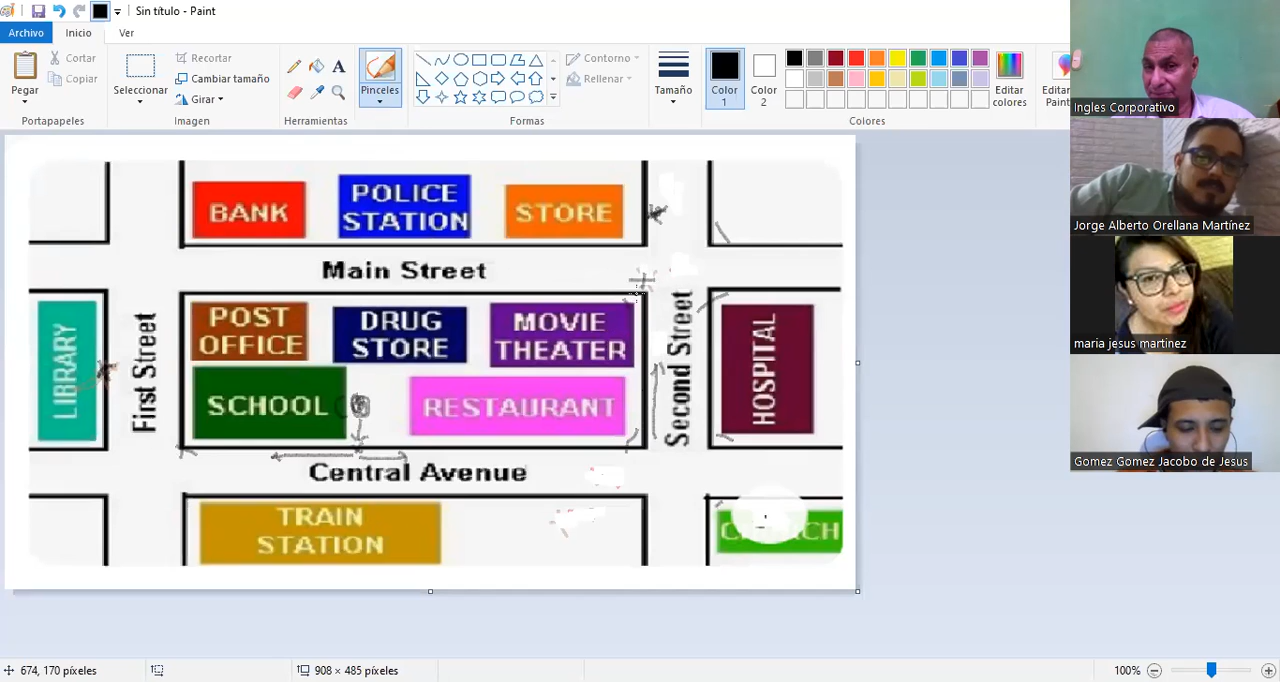 Sin título - Paint
Archivo
Inicio
Ver
Pegar
Cortar
Copiar
Portapapeles
Seleccionar
Recortar
Cambiar tamaño
Girar
Imagen
Herramientas
Pinceles
Contorno
Rellenar
Formas
Tamaño
Color
1
Color
2
Editar
colores
Colores
Editar
Paint
BANK
POLICE
STATION
STORE
Main Street
LIBRARY
First Street
POST
OFFICE
DRUG
STORE
MOVIE
THEATER
SCHOOL
RESTAURANT
Second Street
HOSPITAL
Central Avenue
TRAIN
STATION
Ingles Corporativo
Jorge Alberto Orellana Martínez
maria jesus martinez
Gomez Gomez Jacobo de Jesus
674, 170 píxeles
908 × 485 píxeles
100%